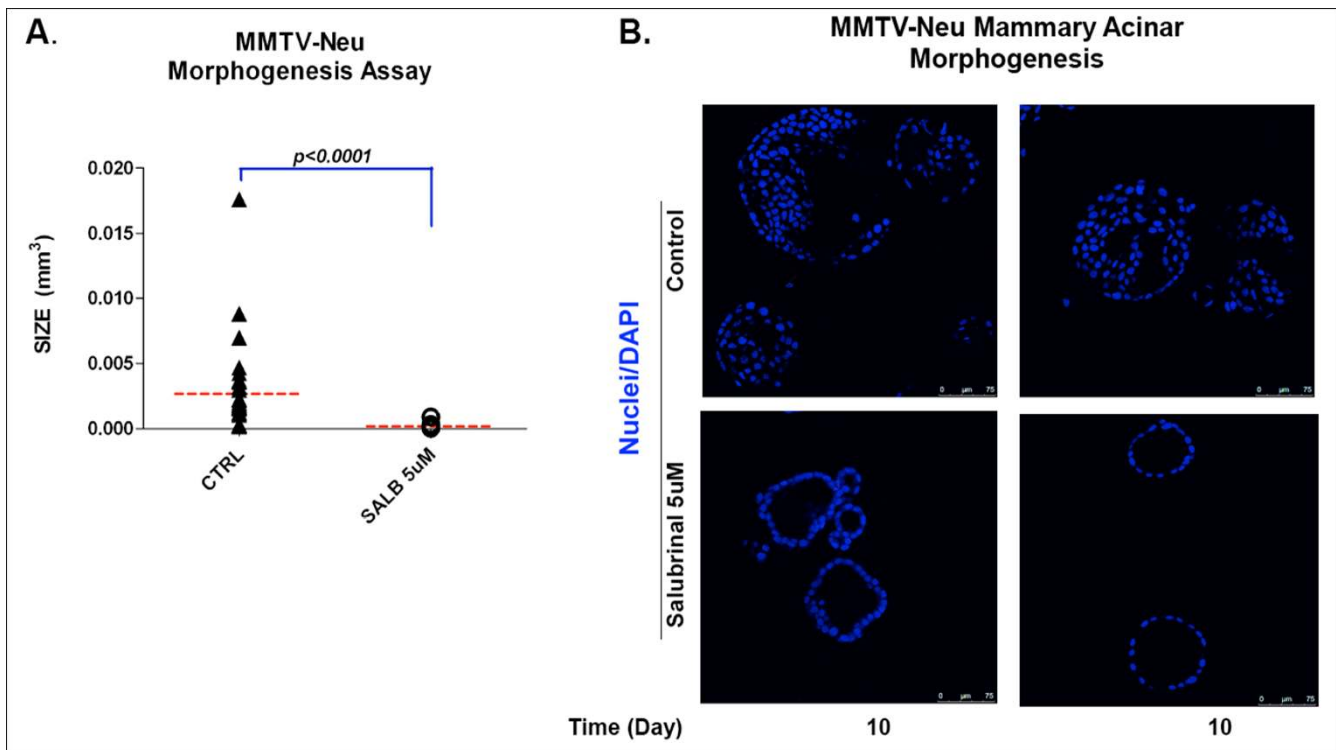 A.
MMTV-Neu
Morphogenesis Assay
p<0.0001
0.020
0.015
0.010
0.005
0.000
SIZE (mm³)
CTRL
SALB 5uM
B.
MMTV-Neu Mammary Acinar
Morphogenesis
Nuclei/DAPI
Control
Salubrinal 5uM
0 µm 75
0 µm 75
0 µm 75
0 µm 75
Time (Day) 10 10